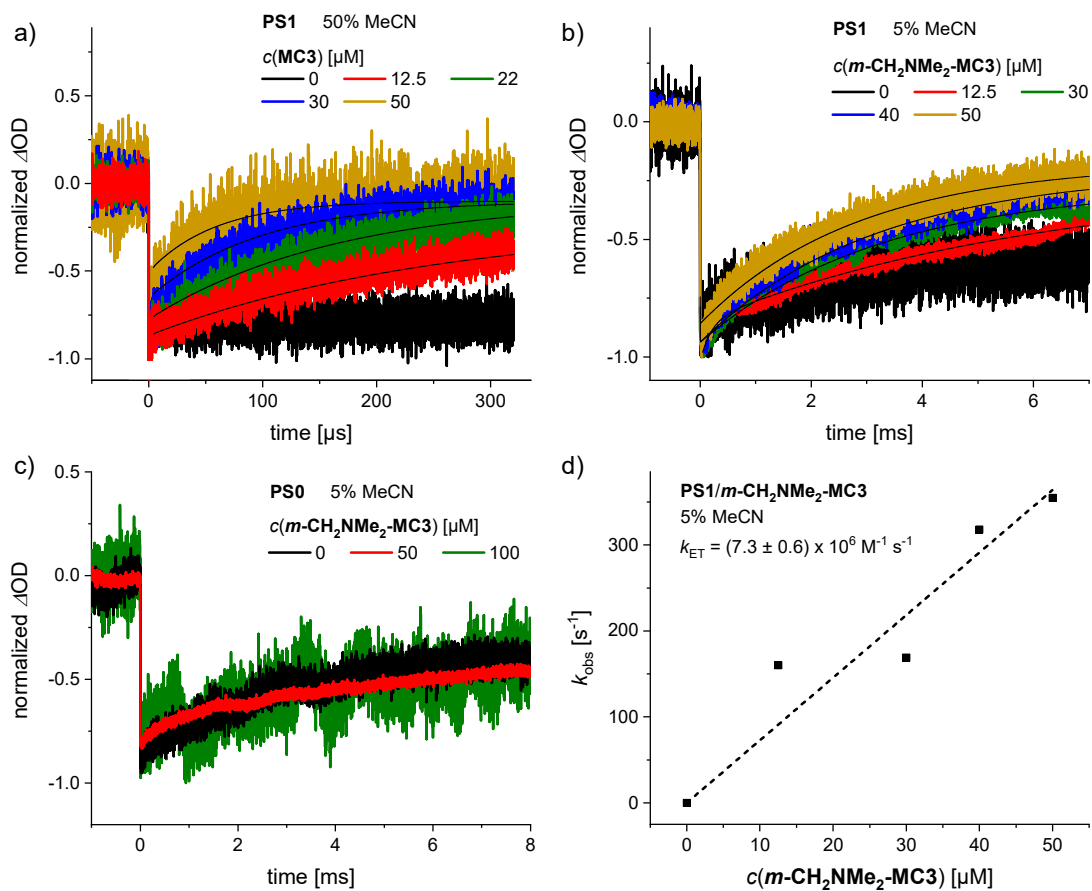 a)
PS1 50% MeCN
c(MC3) [µM]
0 12.5 22
30 50
0.5
0.0
-0.5
-1.0
normalized ΔOD
0 100 200 300
time [µs]
b)
PS1 5% MeCN
c(m-CH₂NMe₂-MC3) [µM]
0 12.5 30
40 50
0.0
-0.5
-1.0
normalized ΔOD
0 2 4 6
time [ms]
c)
PS0 5% MeCN
c(m-CH₂NMe₂-MC3) [µM]
0 50 100
0.5
0.0
-0.5
-1.0
normalized ΔOD
0 2 4 6 8
time [ms]
d)
PS1/m-CH₂NMe₂-MC3
5% MeCN
k_ET = (7.3 ± 0.6) x 10⁶ M⁻¹ s⁻¹
300
200
100
0
k_obs [s⁻¹]
0 10 20 30 40 50
c(m-CH₂NMe₂-MC3) [µM]